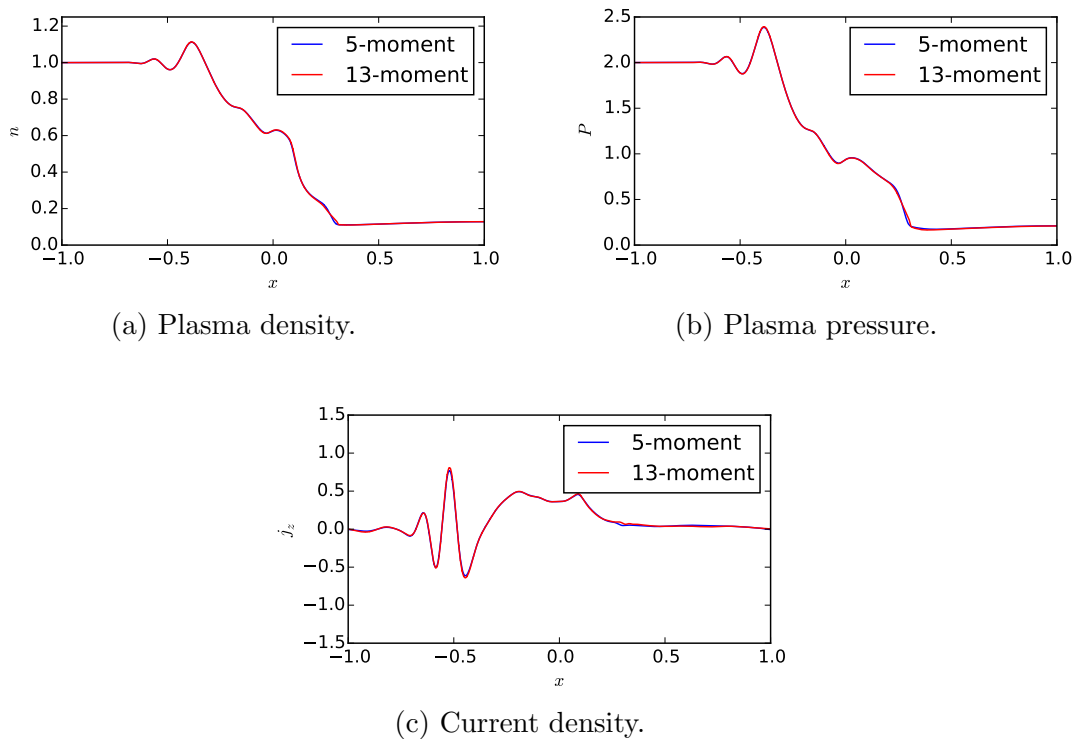 1.2
1.0
0.8
0.6
0.4
0.2
0.0
n
−1.0 −0.5 0.0 0.5 1.0
x
5-moment
13-moment
(a) Plasma density.
2.5
2.0
1.5
1.0
0.5
0.0
P
−1.0 −0.5 0.0 0.5 1.0
x
5-moment
13-moment
(b) Plasma pressure.
1.5
1.0
0.5
0.0
−0.5
−1.0
−1.5
j_z
−1.0 −0.5 0.0 0.5 1.0
x
5-moment
13-moment
(c) Current density.